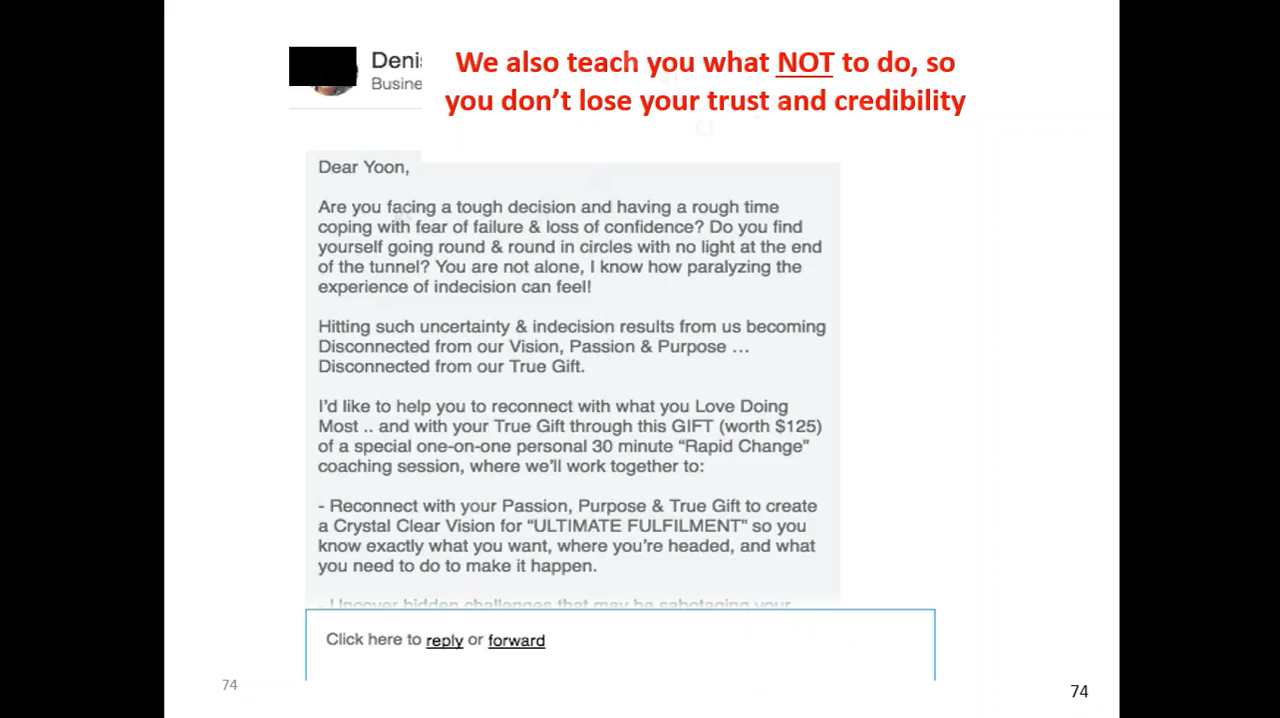 We also teach you what NOT to do, so
you don't lose your trust and credibility
Dear Yoon,
Are you facing a tough decision and having a rough time
coping with fear of failure & loss of confidence? Do you find
yourself going round & round in circles with no light at the end
of the tunnel? You are not alone, I know how paralyzing the
experience of indecision can feel!
Hitting such uncertainty & indecision results from us becoming
Disconnected from our Vision, Passion & Purpose ...
Disconnected from our True Gift.
I'd like to help you to reconnect with what you Love Doing
Most .. and with your True Gift through this GIFT (worth $125)
of a special one-on-one personal 30 minute “Rapid Change”
coaching session, where we'll work together to:
- Reconnect with your Passion, Purpose & True Gift to create
a Crystal Clear Vision for “ULTIMATE FULFILMENT” so you
know exactly what you want, where you're headed, and what
you need to do to make it happen.
- Uncover hidden challenges that may be sabotaging your
Click here to reply or forward
74
74